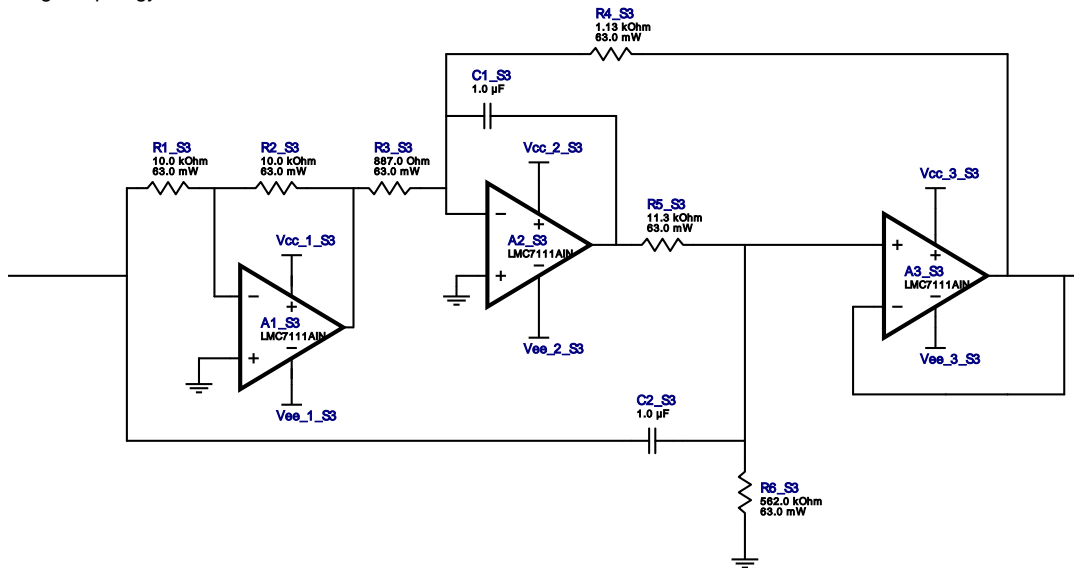 R4_S3
1.13 kOhm
63.0 mW
C1_S3
1.0 µF
R1_S3
10.0 kOhm
63.0 mW
R2_S3
10.0 kOhm
63.0 mW
R3_S3
887.0 Ohm
63.0 mW
Vcc_2_S3
Vcc_3_S3
R5_S3
11.3 kOhm
63.0 mW
Vcc_1_S3
A2_S3
LMC7111AIN
A3_S3
LMC7111AIN
A1_S3
LMC7111AIN
Vee_2_S3
Vee_3_S3
Vee_1_S3
C2_S3
1.0 µF
R6_S3
562.0 kOhm
63.0 mW